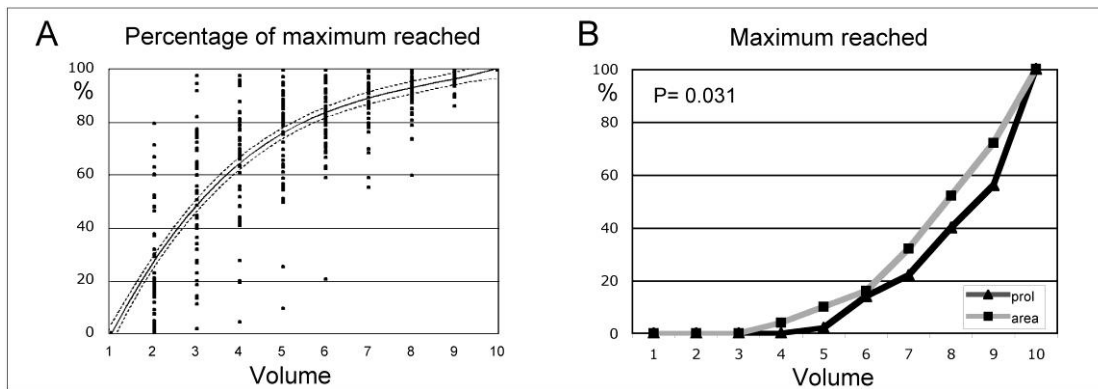 A Percentage of maximum reached
100
%
80
60
40
20
0
1 2 3 4 5 6 7 8 9 10
Volume
B Maximum reached
100
%
P= 0.031
80
60
40
20
0
prol
area
1 2 3 4 5 6 7 8 9 10
Volume